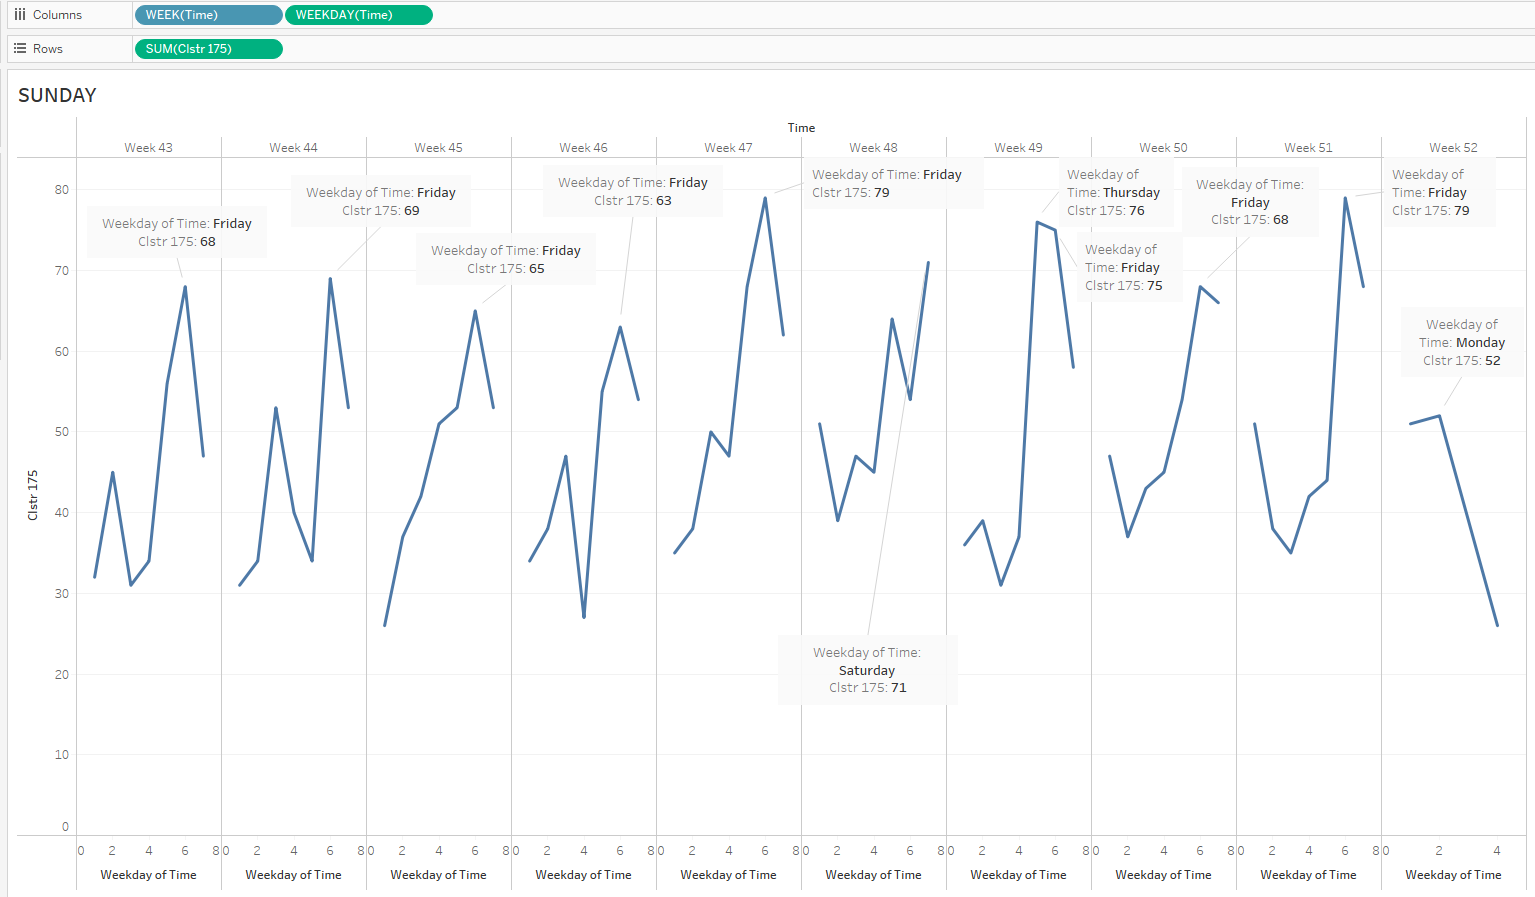 Columns
WEEK(Time)
WEEKDAY(Time)
Rows
SUM(Clstr 175)
SUNDAY
Time
Week 43
Week 44
Week 45
Week 46
Week 47
Week 48
Week 49
Week 50
Week 51
Week 52
Clstr 175
80
70
60
50
40
30
20
10
0
Weekday of Time: Friday
Clstr 175: 68
Weekday of Time: Friday
Clstr 175: 69
Weekday of Time: Friday
Clstr 175: 65
Weekday of Time: Friday
Clstr 175: 63
Weekday of Time: Friday
Clstr 175: 79
Weekday of Time:
Saturday
Clstr 175: 71
Weekday of
Time: Thursday
Clstr 175: 76
Weekday of
Time: Friday
Clstr 175: 75
Weekday of Time:
Friday
Clstr 175: 68
Weekday of
Time: Friday
Clstr 175: 79
Weekday of
Time: Monday
Clstr 175: 52
0 2 4 6 8
0 2 4 6 8
0 2 4 6 8
0 2 4 6 8
0 2 4 6 8
0 2 4 6 8
0 2 4 6 8
0 2 4 6 8
0 2 4 6 8
0 2 4
Weekday of Time
Weekday of Time
Weekday of Time
Weekday of Time
Weekday of Time
Weekday of Time
Weekday of Time
Weekday of Time
Weekday of Time
Weekday of Time